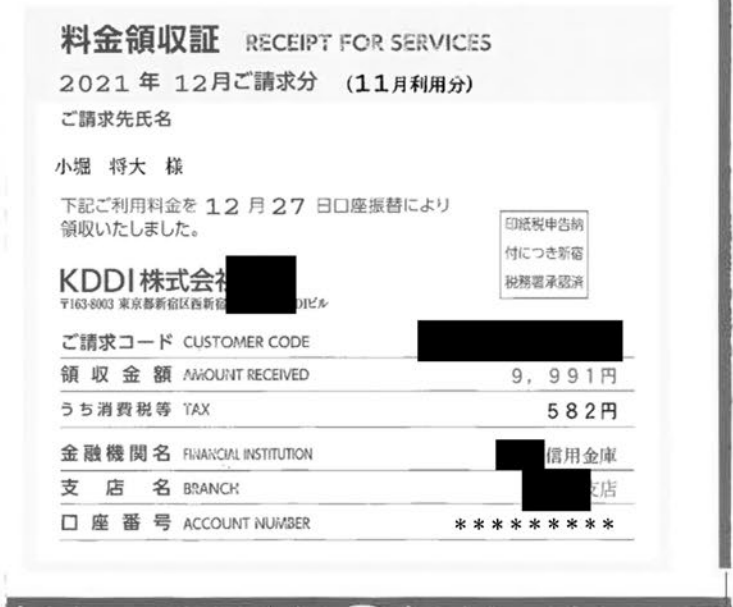 料金領収証 RECEIPT FOR SERVICES
2021年 12月ご請求分 (11月利用分)
ご請求先氏名
小堀 将大 様
下記ご利用料金を 12 月 27 日口座振替により
領収いたしました。
印紙税申告納
付につき新宿
税務署承認済
KDDI株式会社
〒163-8003 東京都新宿区西新宿 DIビル
ご請求コード CUSTOMER CODE
領収金額 AMOUNT RECEIVED 9,991円
うち消費税等 TAX 582円
金融機関名 FINANCIAL INSTITUTION 信用金庫
支店名 BRANCH 支店
口座番号 ACCOUNT NUMBER *********